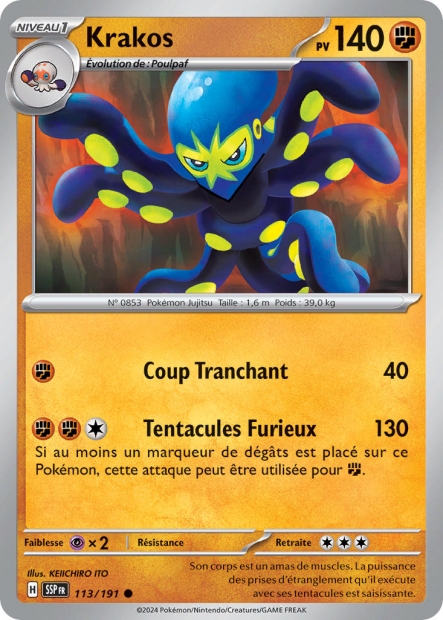 NIVEAU 1
Krakos
PV 140
Évolution de : Poulpaf
N° 0853 Pokémon Jujitsu Taille : 1,6 m Poids : 39,0 kg
Coup Tranchant 40
Tentacules Furieux 130
Si au moins un marqueur de dégâts est placé sur ce
Pokémon, cette attaque peut être utilisée pour
Faiblesse ×2 Résistance Retraite
Illus. KEIICHIRO ITO
Son corps est un amas de muscles. La puissance
des prises d'étranglement qu'il exécute
avec ses tentacules est saisissante.
H SSP FR 113/191
©2024 Pokémon/Nintendo/Creatures/GAME FREAK